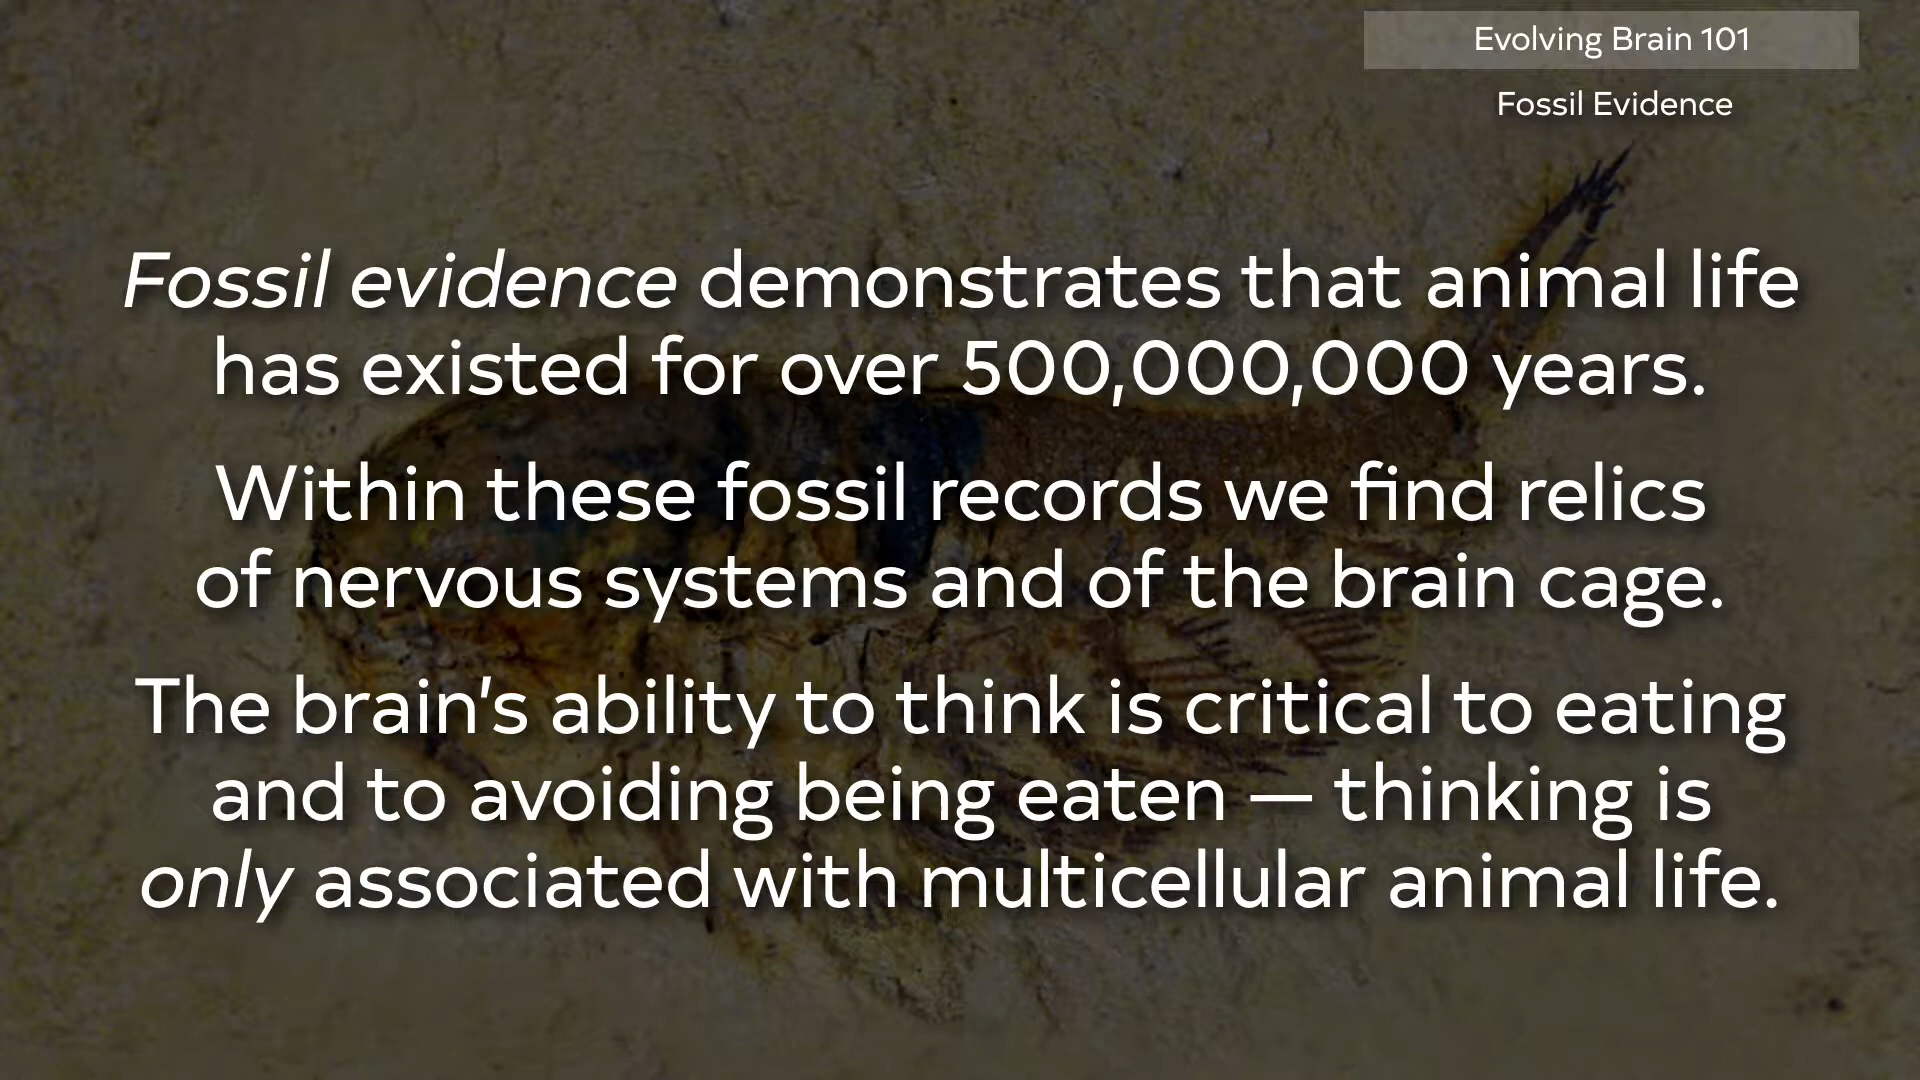 Evolving Brain 101
Fossil Evidence
Fossil evidence demonstrates that animal life
has existed for over 500,000,000 years.
Within these fossil records we find relics
of nervous systems and of the brain cage.
The brain's ability to think is critical to eating
and to avoiding being eaten — thinking is
only associated with multicellular animal life.